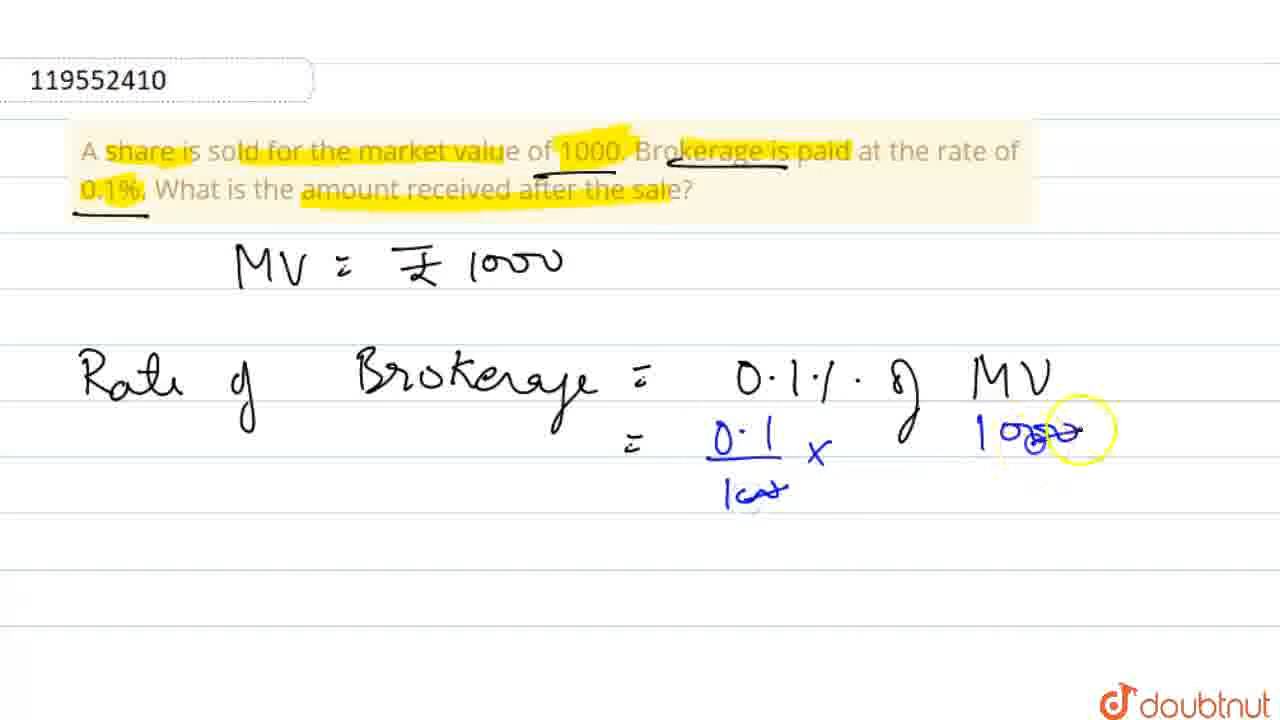 119552410
A share is sold for the market value of 1000. Brokerage is paid at the rate of
0.1%. What is the amount received after the sale?
MV = ₹ 1000
Rate of Brokerage = 0.1% of MV
= 0.1/100 × 1000
doubtnut